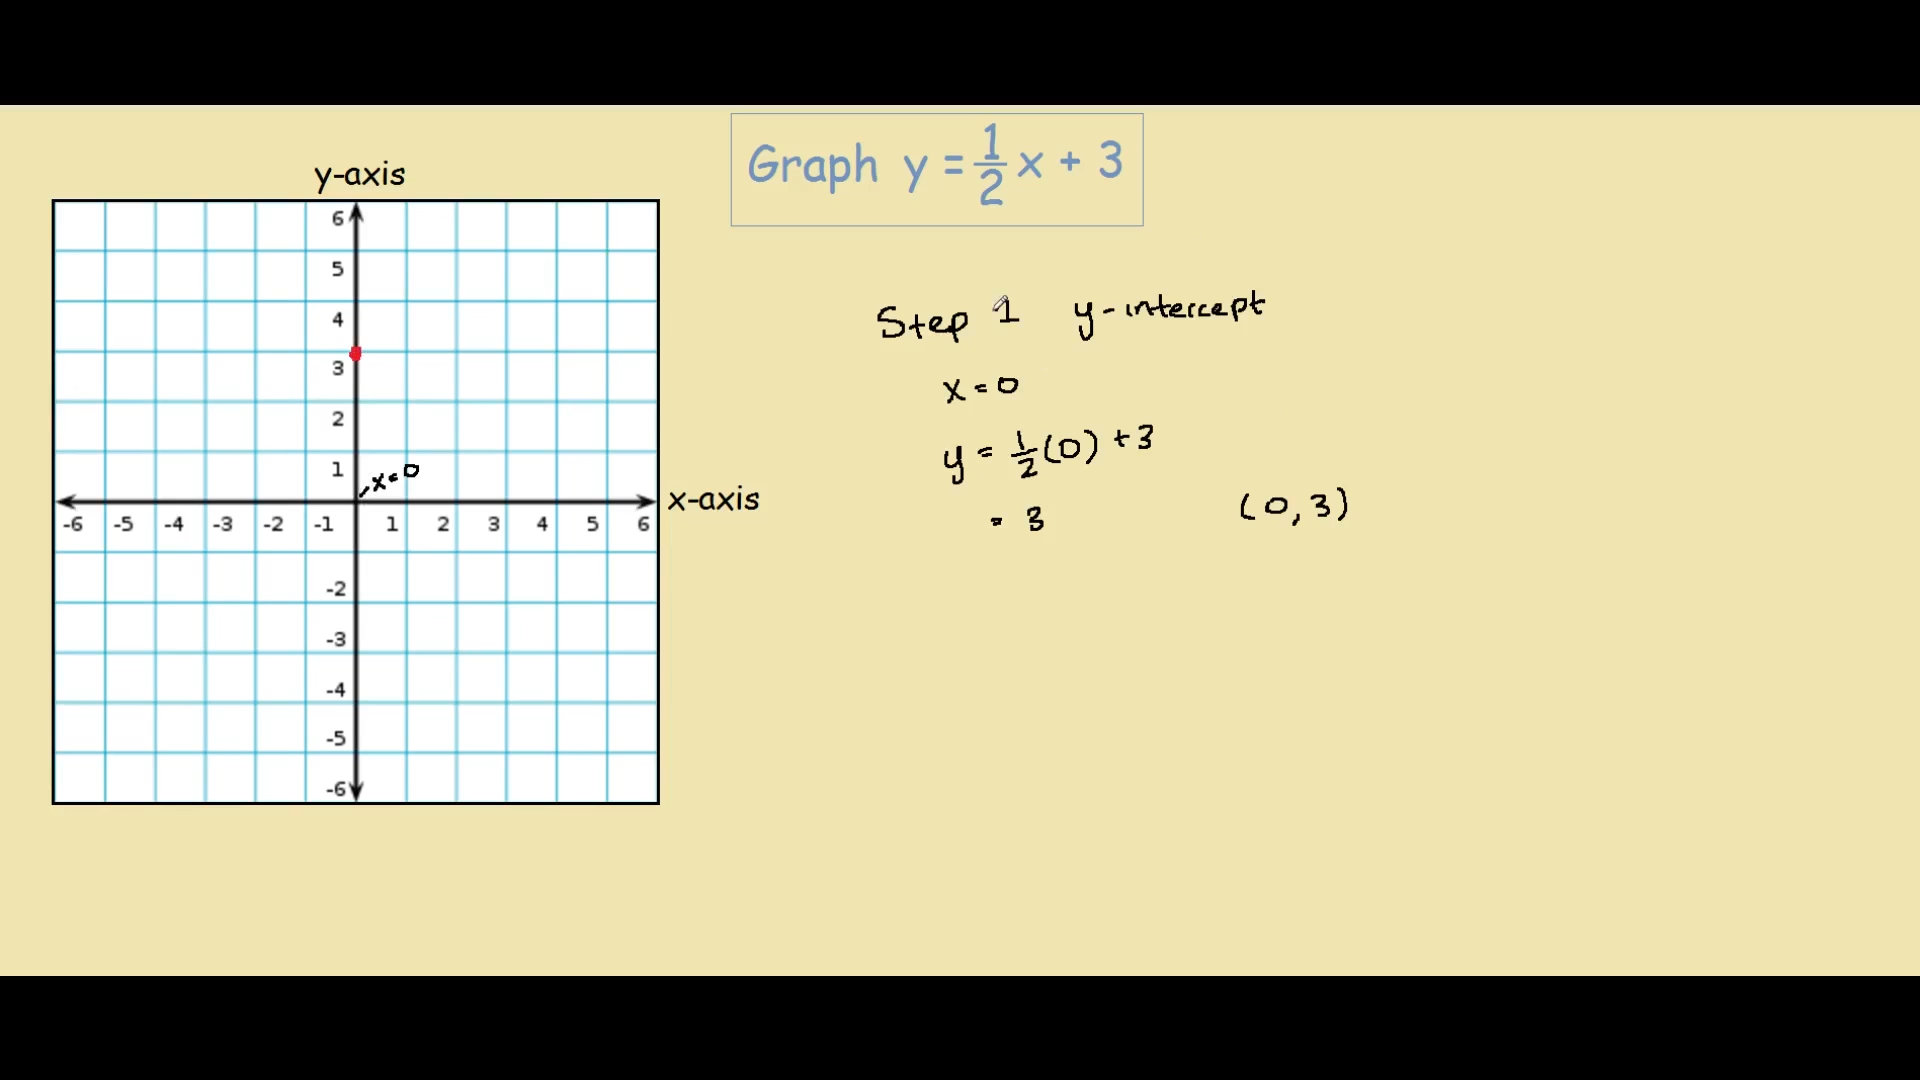 Graph y = 1/2 x + 3
y-axis
6
5
4
3
2
1
x=0
x-axis
-6 -5 -4 -3 -2 -1 1 2 3 4 5 6
-2
-3
-4
-5
-6
Step 1 y-intercept
x = 0
y = 1/2 (0) + 3
= 3
(0, 3)